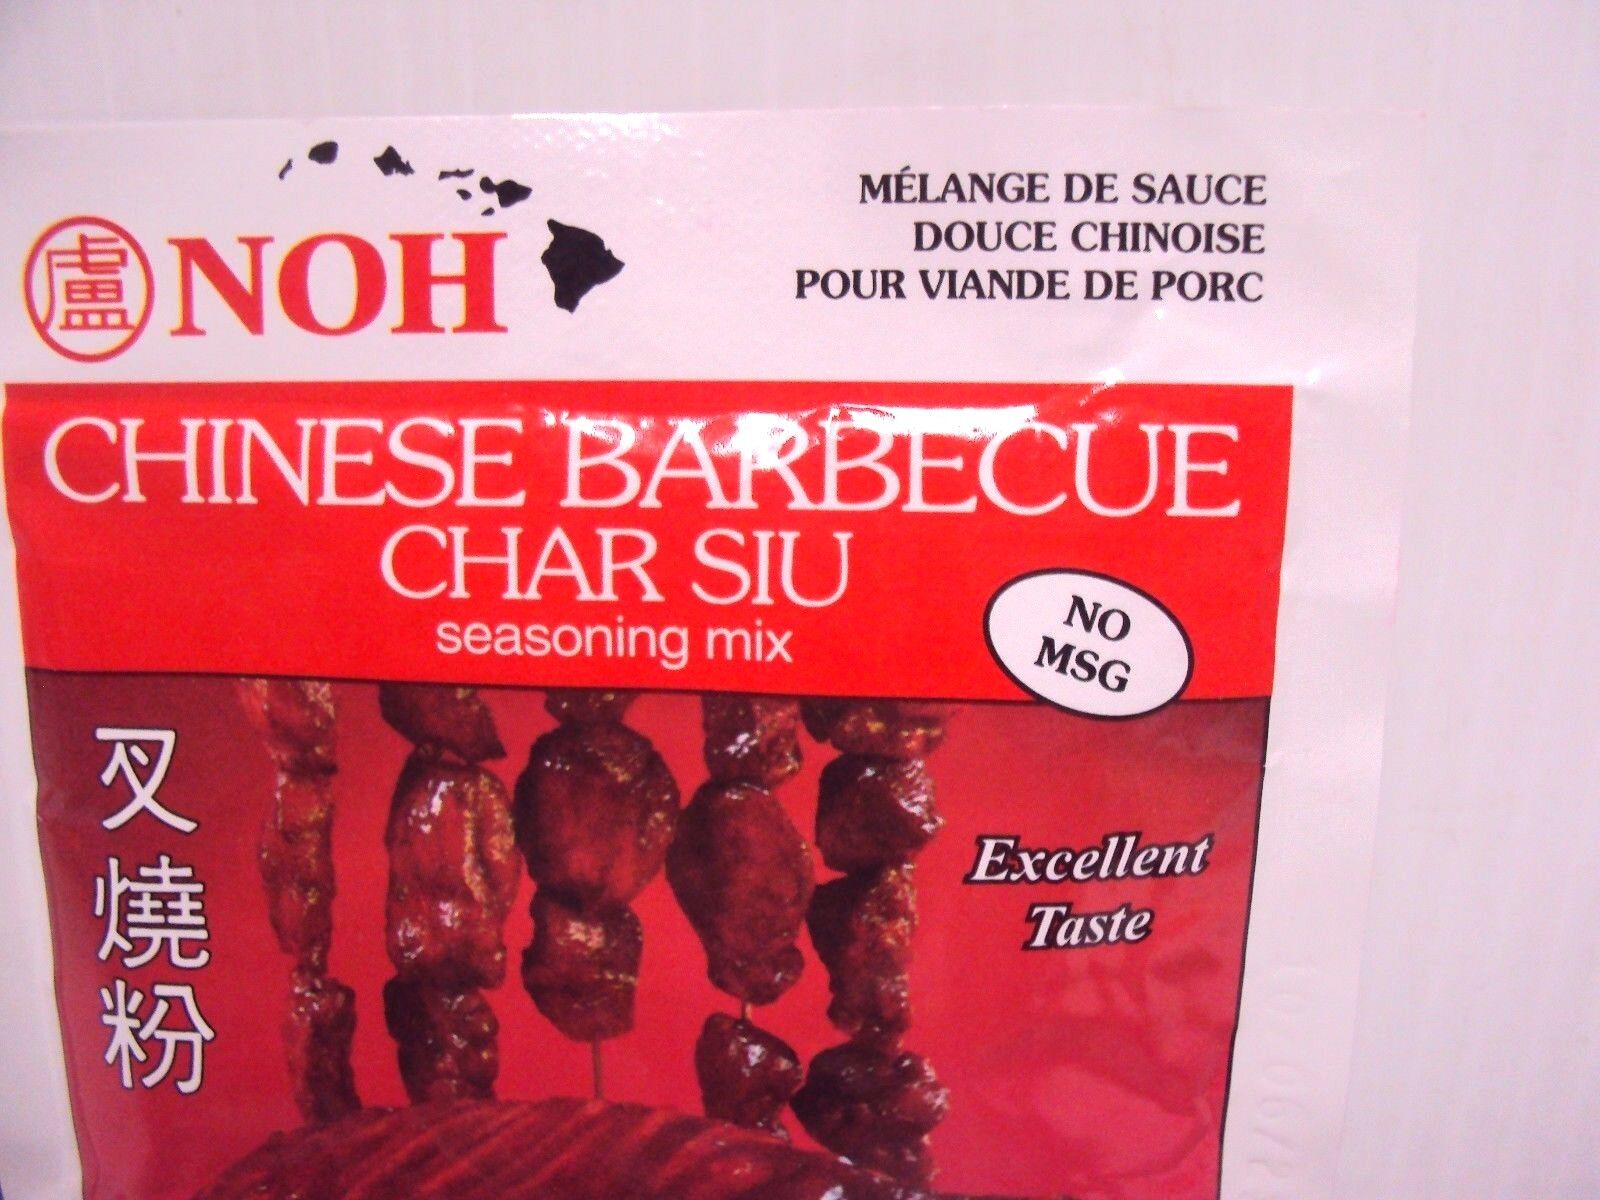 盧 NOH
MÉLANGE DE SAUCE
DOUCE CHINOISE
POUR VIANDE DE PORC
CHINESE BARBECUE
CHAR SIU
seasoning mix
NO
MSG
叉燒粉
Excellent
Taste